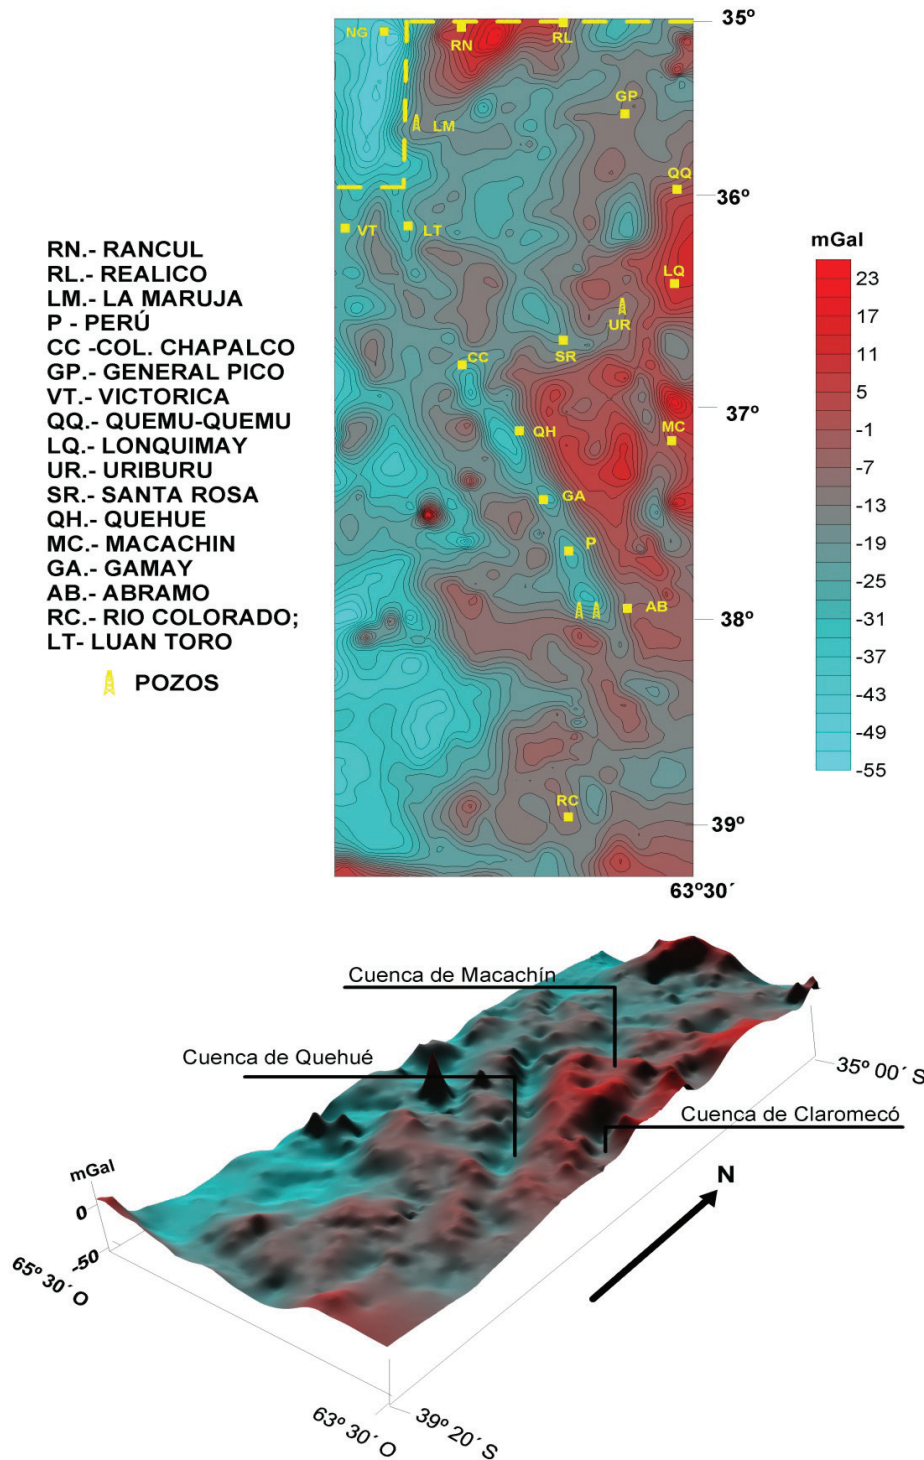 35º
NG
RN
RL
LM
GP
QQ
36º
VT
LT
LQ
UR
SR
CC
37º
QH
MC
GA
P
AB
38º
RC
39º
63º30´
RN.- RANCUL
RL.- REALICO
LM.- LA MARUJA
P - PERÚ
CC -COL. CHAPALCO
GP.- GENERAL PICO
VT.- VICTORICA
QQ.- QUEMU-QUEMU
LQ.- LONQUIMAY
UR.- URIBURU
SR.- SANTA ROSA
QH.- QUEHUE
MC.- MACACHIN
GA.- GAMAY
AB.- ABRAMO
RC.- RIO COLORADO;
LT- LUAN TORO
POZOS
mGal
23
17
11
5
-1
-7
-13
-19
-25
-31
-37
-43
-49
-55
Cuenca de Macachín
Cuenca de Quehué
Cuenca de Claromecó
35º 00´ S
N
mGal
0
-50
65º 30´ O
63º 30´ O
39º 20´ S